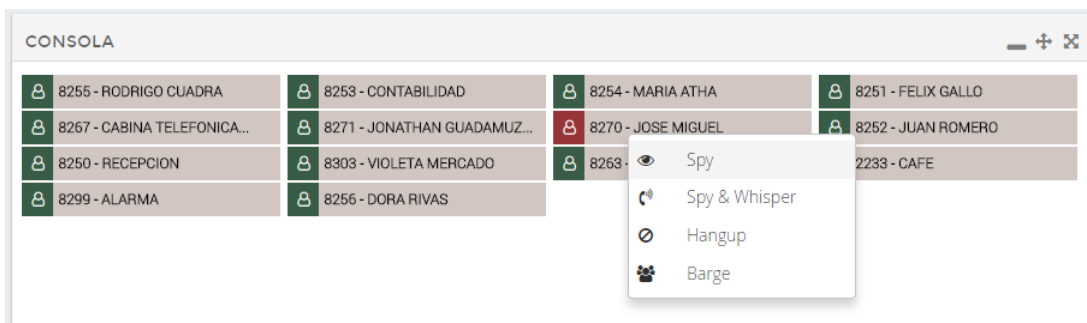 CONSOLA
8255 - RODRIGO CUADRA 8253 - CONTABILIDAD 8254 - MARIA ATHA 8251 - FELIX GALLO
8267 - CABINA TELEFONICA... 8271 - JONATHAN GUADAMUZ... 8270 - JOSE MIGUEL 8252 - JUAN ROMERO
8250 - RECEPCION 8303 - VIOLETA MERCADO 8263 - 2233 - CAFE
8299 - ALARMA 8256 - DORA RIVAS
Spy
Spy & Whisper
Hangup
Barge